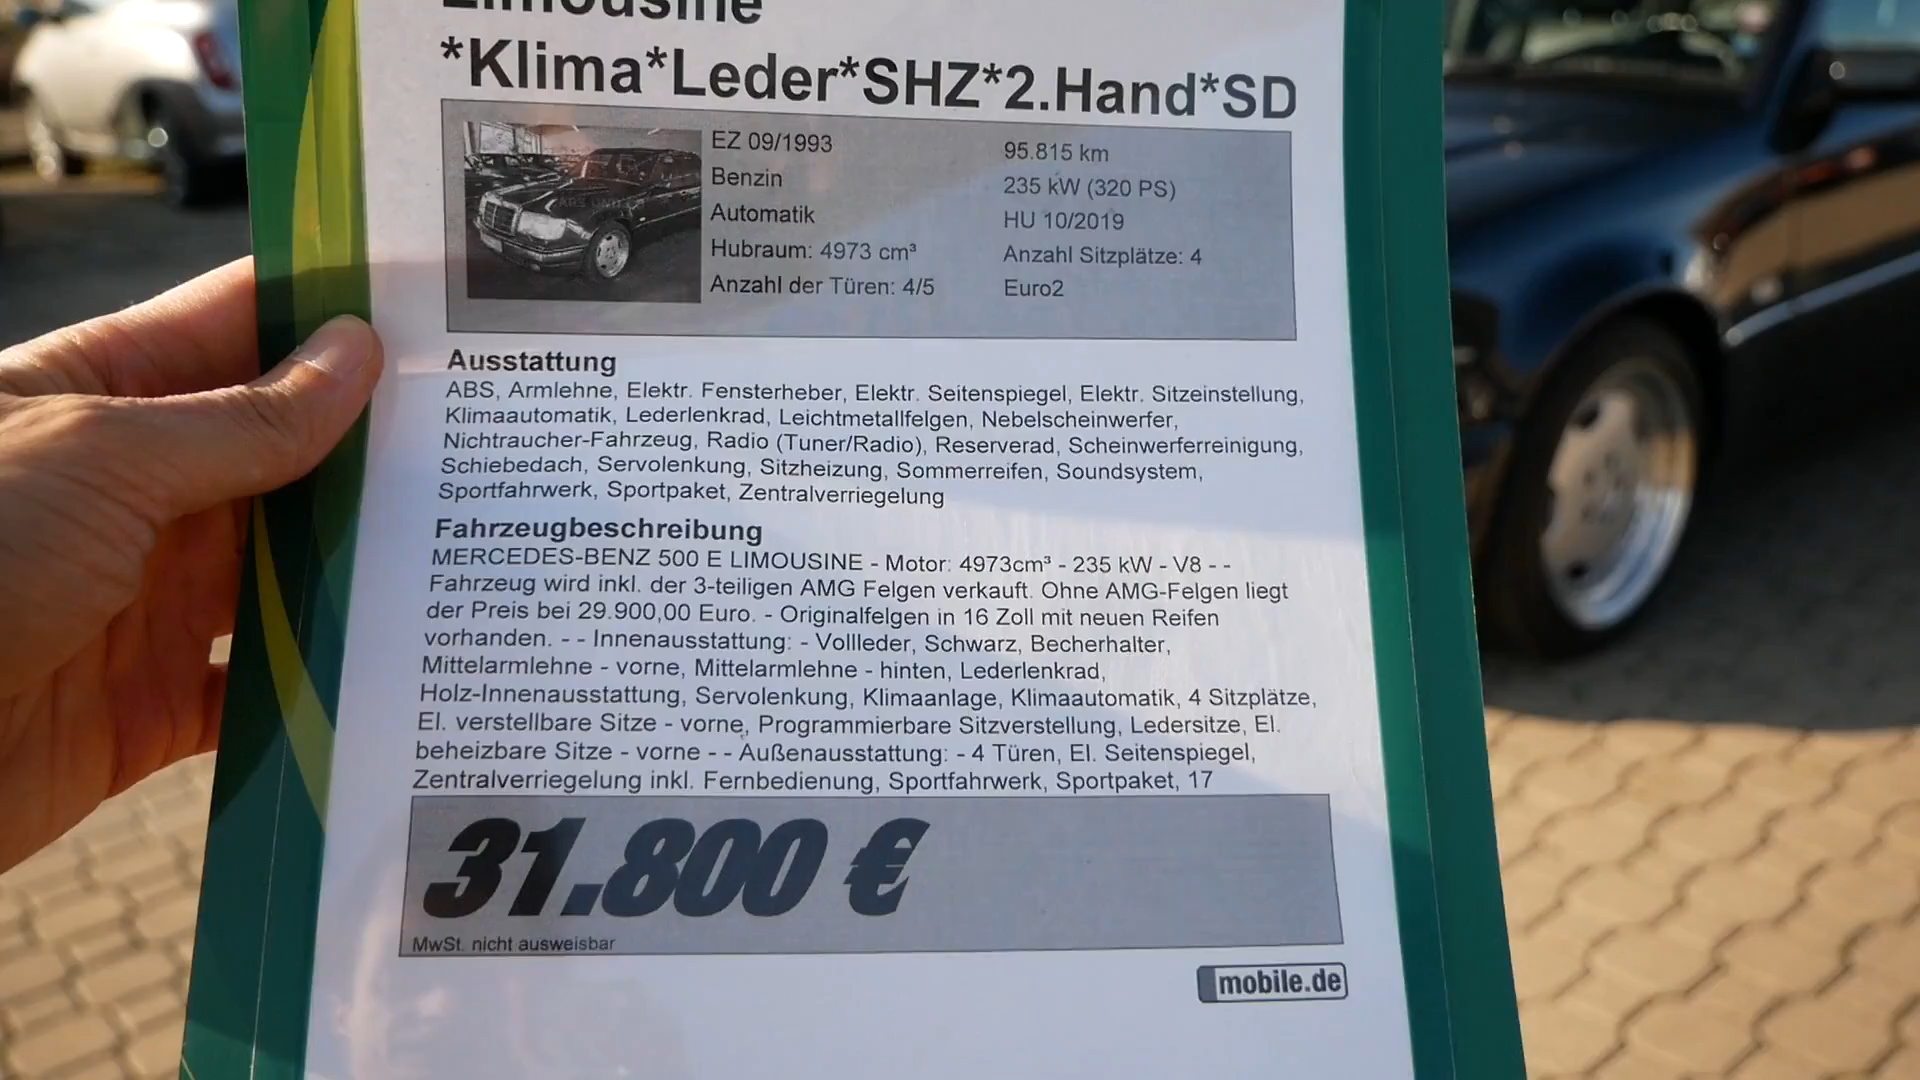 Limousine
*Klima*Leder*SHZ*2.Hand*SD
EZ 09/1993
Benzin
Automatik
Hubraum: 4973 cm³
Anzahl der Türen: 4/5
95.815 km
235 kW (320 PS)
HU 10/2019
Anzahl Sitzplätze: 4
Euro2
Ausstattung
ABS, Armlehne, Elektr. Fensterheber, Elektr. Seitenspiegel, Elektr. Sitzeinstellung,
Klimaautomatik, Lederlenkrad, Leichtmetallfelgen, Nebelscheinwerfer,
Nichtraucher-Fahrzeug, Radio (Tuner/Radio), Reserverad, Scheinwerferreinigung,
Schiebedach, Servolenkung, Sitzheizung, Sommerreifen, Soundsystem,
Sportfahrwerk, Sportpaket, Zentralverriegelung
Fahrzeugbeschreibung
MERCEDES-BENZ 500 E LIMOUSINE - Motor: 4973cm³ - 235 kW - V8 - -
Fahrzeug wird inkl. der 3-teiligen AMG Felgen verkauft. Ohne AMG-Felgen liegt
der Preis bei 29.900,00 Euro. - Originalfelgen in 16 Zoll mit neuen Reifen
vorhanden. - - Innenausstattung: - Vollleder, Schwarz, Becherhalter,
Mittelarmlehne - vorne, Mittelarmlehne - hinten, Lederlenkrad,
Holz-Innenausstattung, Servolenkung, Klimaanlage, Klimaautomatik, 4 Sitzplätze,
El. verstellbare Sitze - vorne, Programmierbare Sitzverstellung, Ledersitze, El.
beheizbare Sitze - vorne - - Außenausstattung: - 4 Türen, El. Seitenspiegel,
Zentralverriegelung inkl. Fernbedienung, Sportfahrwerk, Sportpaket, 17
31.800 €
MwSt. nicht ausweisbar
mobile.de